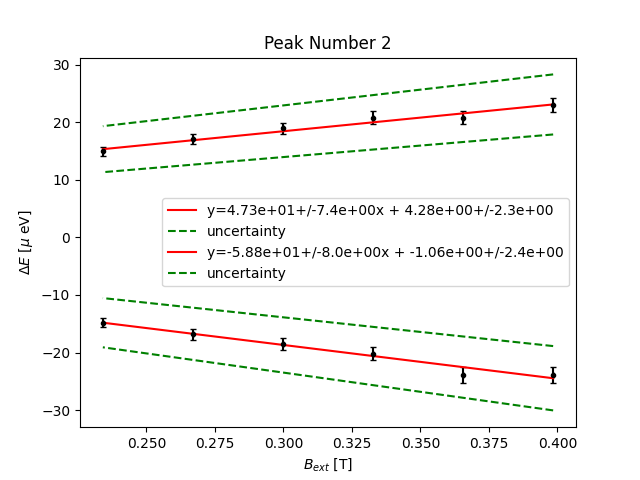 Peak Number 2
30
20
10
0
−10
−20
−30
ΔE [μ eV]
y=4.73e+01+/-7.4e+00x + 4.28e+00+/-2.3e+00
uncertainty
y=-5.88e+01+/-8.0e+00x + -1.06e+00+/-2.4e+00
uncertainty
0.250 0.275 0.300 0.325 0.350 0.375 0.400
B_ext [T]